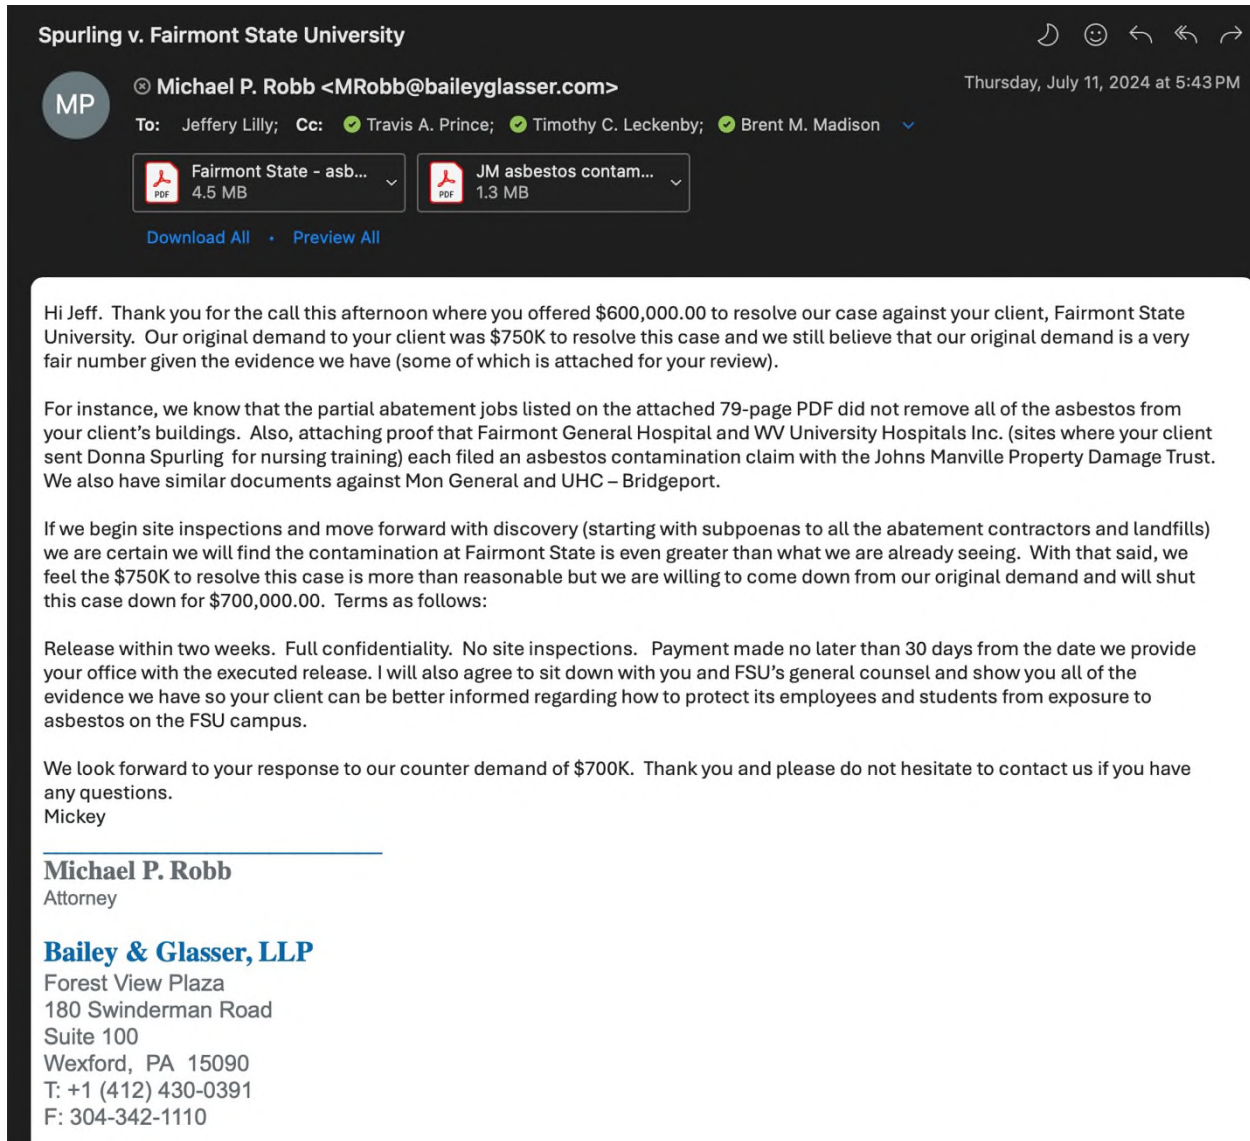 Spurling v. Fairmont State University
MP
Michael P. Robb <MRobb@baileyglasser.com>
Thursday, July 11, 2024 at 5:43 PM
To: Jeffery Lilly; Cc: Travis A. Prince; Timothy C. Leckenby; Brent M. Madison
PDF
Fairmont State - asb...
4.5 MB
PDF
JM asbestos contam...
1.3 MB
Download All • Preview All
Hi Jeff. Thank you for the call this afternoon where you offered $600,000.00 to resolve our case against your client, Fairmont State
University. Our original demand to your client was $750K to resolve this case and we still believe that our original demand is a very
fair number given the evidence we have (some of which is attached for your review).
For instance, we know that the partial abatement jobs listed on the attached 79-page PDF did not remove all of the asbestos from
your client's buildings. Also, attaching proof that Fairmont General Hospital and WV University Hospitals Inc. (sites where your client
sent Donna Spurling for nursing training) each filed an asbestos contamination claim with the Johns Manville Property Damage Trust.
We also have similar documents against Mon General and UHC – Bridgeport.
If we begin site inspections and move forward with discovery (starting with subpoenas to all the abatement contractors and landfills)
we are certain we will find the contamination at Fairmont State is even greater than what we are already seeing. With that said, we
feel the $750K to resolve this case is more than reasonable but we are willing to come down from our original demand and will shut
this case down for $700,000.00. Terms as follows:
Release within two weeks. Full confidentiality. No site inspections. Payment made no later than 30 days from the date we provide
your office with the executed release. I will also agree to sit down with you and FSU's general counsel and show you all of the
evidence we have so your client can be better informed regarding how to protect its employees and students from exposure to
asbestos on the FSU campus.
We look forward to your response to our counter demand of $700K. Thank you and please do not hesitate to contact us if you have
any questions.
Mickey
Michael P. Robb
Attorney
Bailey & Glasser, LLP
Forest View Plaza
180 Swinderman Road
Suite 100
Wexford, PA 15090
T: +1 (412) 430-0391
F: 304-342-1110